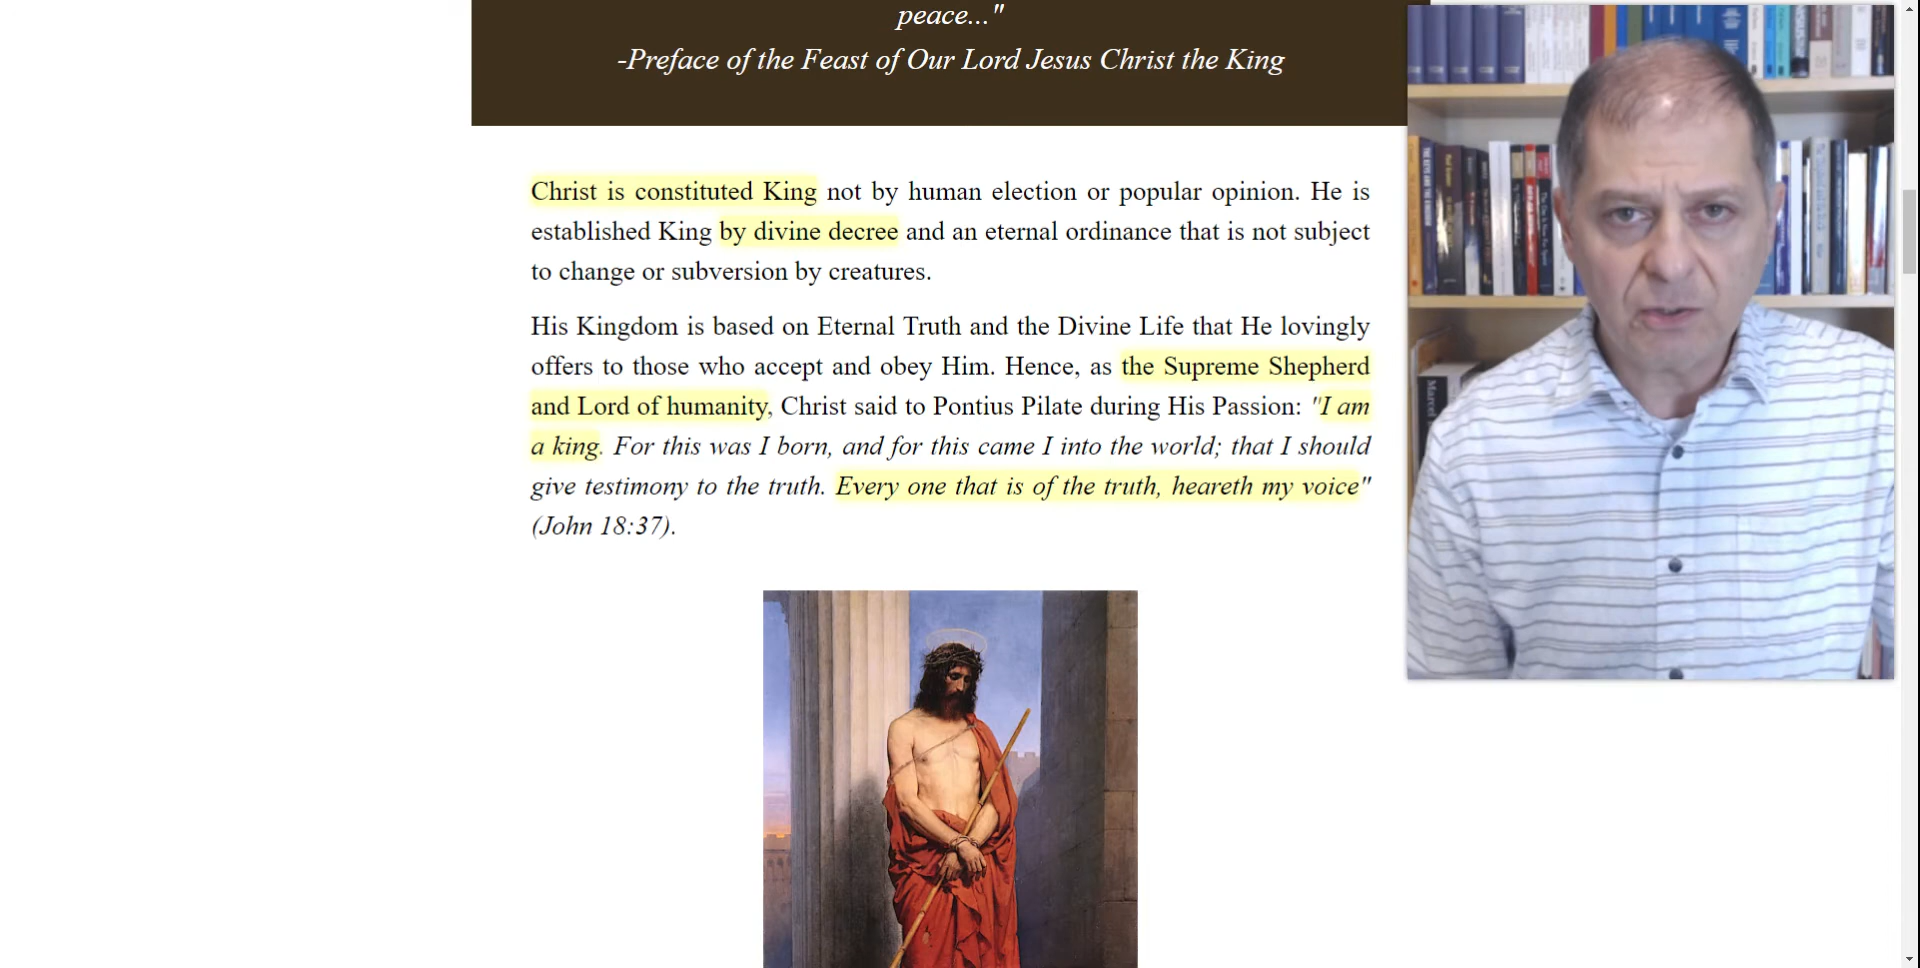 peace..."
-Preface of the Feast of Our Lord Jesus Christ the King
Christ is constituted King not by human election or popular opinion. He is
established King by divine decree and an eternal ordinance that is not subject
to change or subversion by creatures.
His Kingdom is based on Eternal Truth and the Divine Life that He lovingly
offers to those who accept and obey Him. Hence, as the Supreme Shepherd
and Lord of humanity, Christ said to Pontius Pilate during His Passion: "I am
a king. For this was I born, and for this came I into the world; that I should
give testimony to the truth. Every one that is of the truth, heareth my voice"
(John 18:37).
Marcel